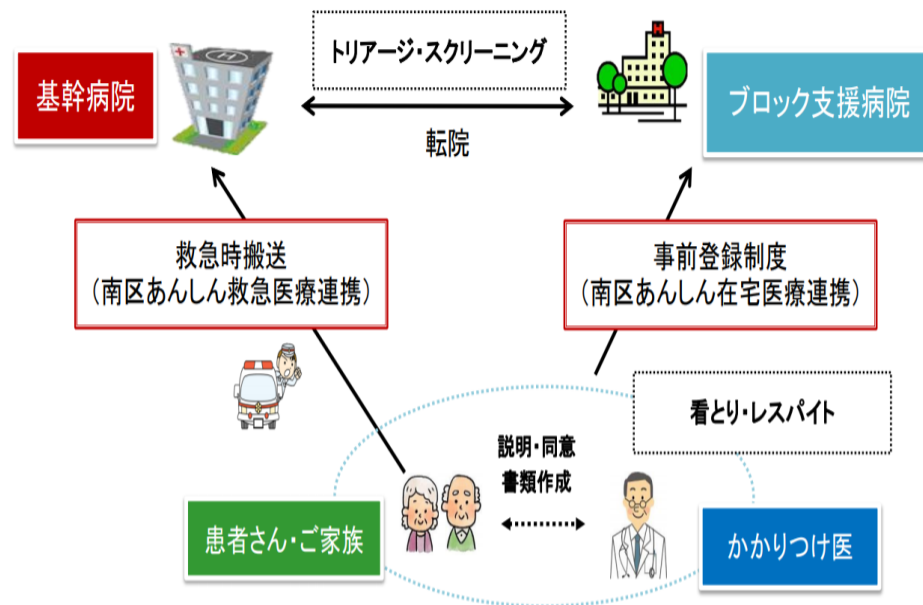 トリアージ・スクリーニング
基幹病院
H
ブロック支援病院
転院
救急時搬送
（南区あんしん救急医療連携）
事前登録制度
（南区あんしん在宅医療連携）
看とり・レスパイト
説明・同意
書類作成
患者さん・ご家族
かかりつけ医